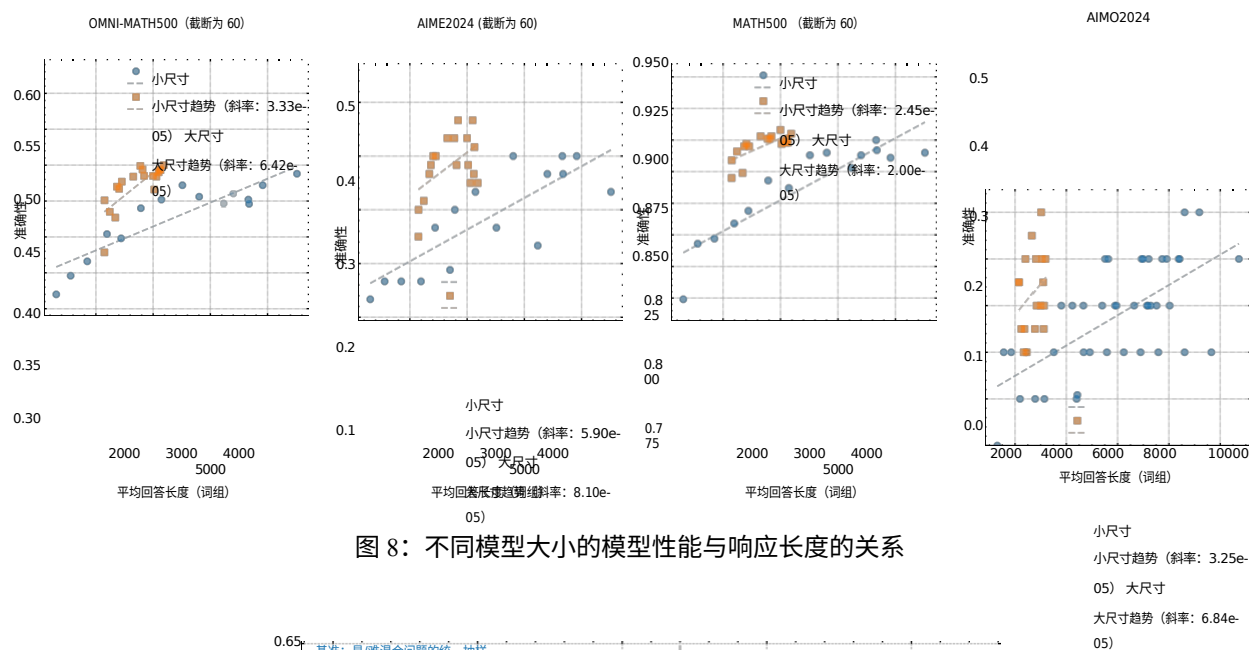 OMNI-MATH500（截断为 60）
0.60
0.55
0.50
0.45
0.40
0.35
0.30
准确性
小尺寸
小尺寸趋势（斜率：3.33e-
05） 大尺寸
大尺寸趋势（斜率：6.42e-
05）
2000 3000 4000
5000
平均回答长度（词组）
AIME2024 (截断为 60)
0.5
0.4
0.3
0.2
0.1
准确性
小尺寸
小尺寸趋势（斜率：5.90e-
05） 大尺寸
大尺寸趋势（斜率：8.10e-
05）
2000 3000 4000
5000
平均回答长度（词组）
MATH500 （截断为 60）
0.950
0.925
0.900
0.875
0.850
0.8
25
0.8
00
0.7
75
准确性
小尺寸
小尺寸趋势（斜率：2.45e-
05） 大尺寸
大尺寸趋势（斜率：2.00e-
05）
2000 3000 4000
5000
平均回答长度（词组）
AIMO2024
0.5
0.4
0.3
0.2
0.1
0.0
准确性
2000 4000 6000 8000 10000
平均回答长度（词组）
小尺寸
小尺寸趋势（斜率：3.25e-
05） 大尺寸
大尺寸趋势（斜率：6.84e-
05）
图 8：不同模型大小的模型性能与响应长度的关系
0.65